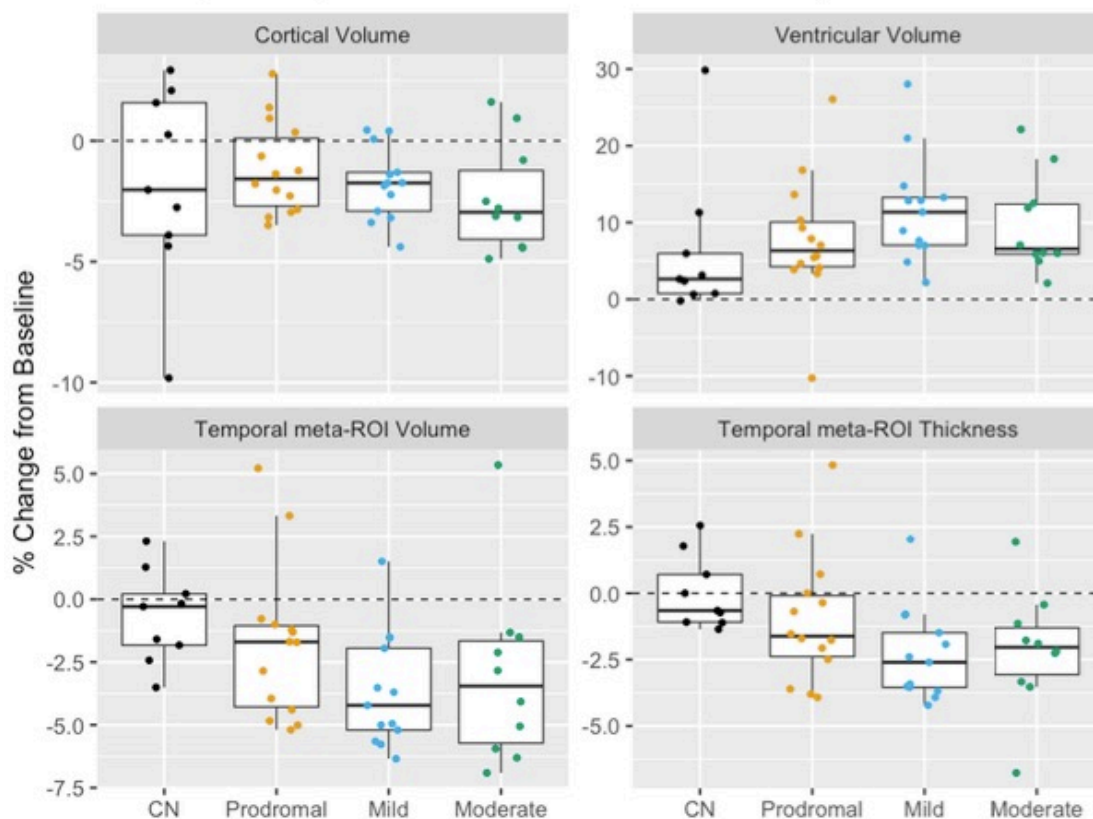 Cortical Volume
Ventricular Volume
0
-5
-10
30
20
10
0
-10
% Change from Baseline
Temporal meta-ROI Volume
Temporal meta-ROI Thickness
5.0
2.5
0.0
-2.5
-5.0
-7.5
5.0
2.5
0.0
-2.5
-5.0
CN Prodromal Mild Moderate
CN Prodromal Mild Moderate